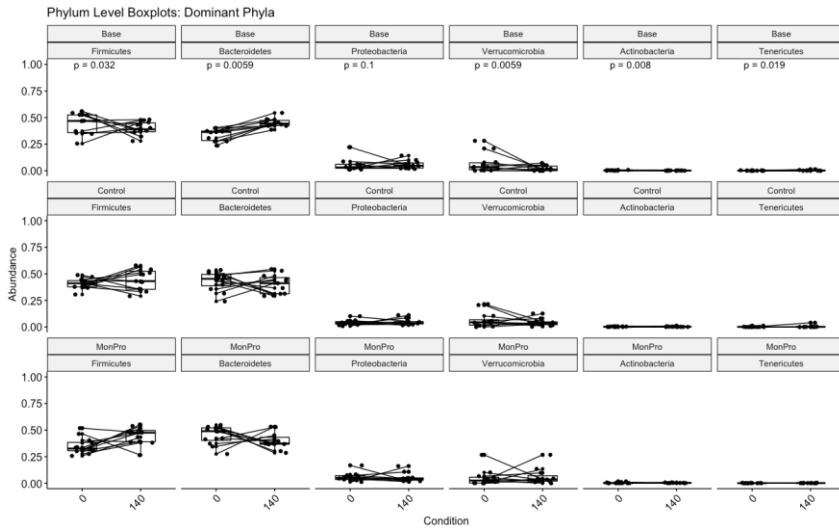 Phylum Level Boxplots: Dominant Phyla
Base Base Base Base Base Base
Firmicutes Bacteroidetes Proteobacteria Verrucomicrobia Actinobacteria Tenericutes
1.00 p = 0.032 p = 0.0059 p = 0.1 p = 0.0059 p = 0.008 p = 0.019
0.75
0.50
0.25
0.00
Control Control Control Control Control Control
Firmicutes Bacteroidetes Proteobacteria Verrucomicrobia Actinobacteria Tenericutes
1.00
0.75
Abundance
0.50
0.25
0.00
MonPro MonPro MonPro MonPro MonPro MonPro
Firmicutes Bacteroidetes Proteobacteria Verrucomicrobia Actinobacteria Tenericutes
1.00
0.75
0.50
0.25
0.00
0 140 0 140 0 140 0 140 0 140 0 140
Condition